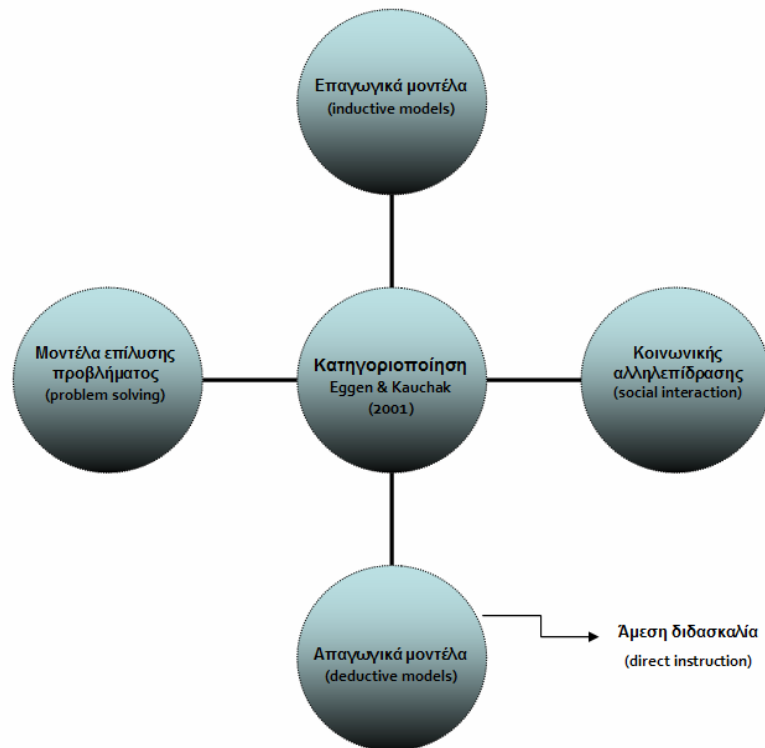 Επαγωγικά μοντέλα
(inductive models)
Μοντέλα επίλυσης
προβλήματος
(problem solving)
Κατηγοριοποίηση
Eggen & Kauchak
(2001)
Κοινωνικής
αλληλεπίδρασης
(social interaction)
Απαγωγικά μοντέλα
(deductive models)
Άμεση διδασκαλία
(direct instruction)